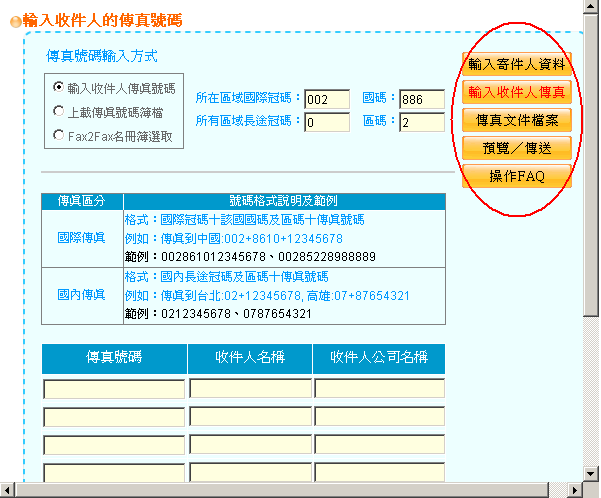 輸入收件人的傳真號碼
傳真號碼輸入方式
輸入收件人傳真號碼
上載傳真號碼簿檔
Fax2Fax名冊簿選取
所在區域國際冠碼：002 國碼：886
所有區域長途冠碼：0 區碼：2
輸入寄件人資料
輸入收件人傳真
傳真文件檔案
預覽／傳送
操作FAQ
傳真區分 號碼格式說明及範例
國際傳真
格式：國際冠碼十該國國碼及區碼十傳真號碼
例如：傳真到中國:002+8610+12345678
範例：002861012345678、00285228988889
國內傳真
格式：國內長途冠碼及區碼十傳真號碼
例如：傳真到台北:02+12345678, 高雄:07+87654321
範例：0212345678、0787654321
傳真號碼 收件人名稱 收件人公司名稱